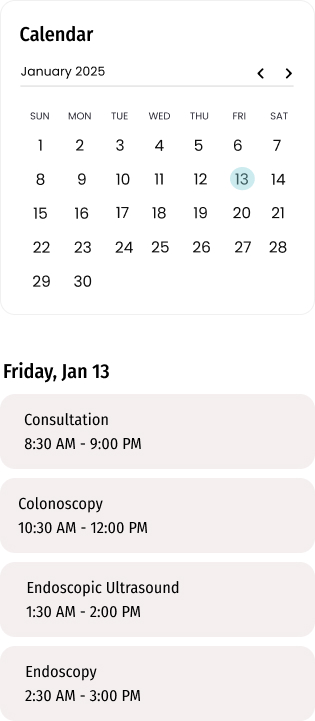 Calendar
January 2025
SUN MON TUE WED THU FRI SAT
1 2 3 4 5 6 7
8 9 10 11 12 13 14
15 16 17 18 19 20 21
22 23 24 25 26 27 28
29 30
Friday, Jan 13
Consultation
8:30 AM - 9:00 PM
Colonoscopy
10:30 AM - 12:00 PM
Endoscopic Ultrasound
1:30 AM - 2:00 PM
Endoscopy
2:30 AM - 3:00 PM